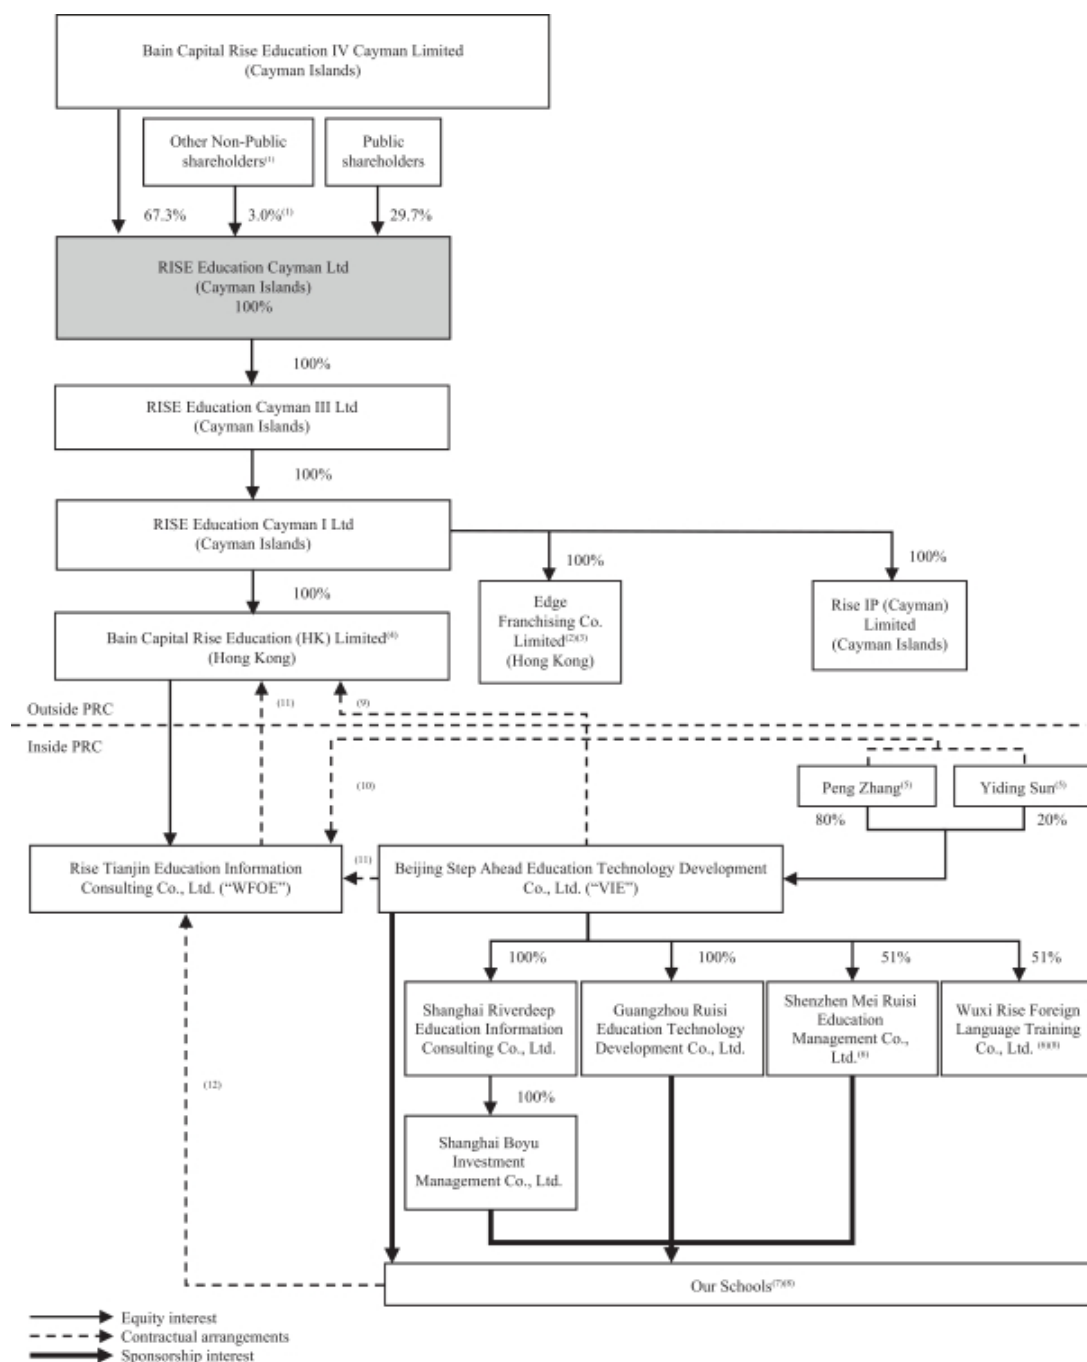 Bain Capital Rise Education IV Cayman Limited
(Cayman Islands)
Other Non-Public
shareholders(1)
Public
shareholders
67.3%
3.0%(1)
29.7%
RISE Education Cayman Ltd
(Cayman Islands)
100%
100%
RISE Education Cayman III Ltd
(Cayman Islands)
100%
RISE Education Cayman I Ltd
(Cayman Islands)
100%
100%
100%
Bain Capital Rise Education (HK) Limited(4)
(Hong Kong)
Edge
Franchising Co.
Limited(2)(3)
(Hong Kong)
Rise IP (Cayman)
Limited
(Cayman Islands)
(11)
(9)
Outside PRC
Inside PRC
(10)
Peng Zhang(5)
Yiding Sun(5)
80%
20%
Rise Tianjin Education Information
Consulting Co., Ltd. (“WFOE”)
(11)
Beijing Step Ahead Education Technology Development
Co., Ltd. (“VIE”)
100%
100%
51%
51%
Shanghai Riverdeep
Education Information
Consulting Co., Ltd.
Guangzhou Ruisi
Education Technology
Development Co., Ltd.
Shenzhen Mei Ruisi
Education
Management Co.,
Ltd.(6)
Wuxi Rise Foreign
Language Training
Co., Ltd.
(12)
100%
Shanghai Boyu
Investment
Management Co., Ltd.
Our Schools(7)(8)
Equity interest
Contractual arrangements
Sponsorship interest